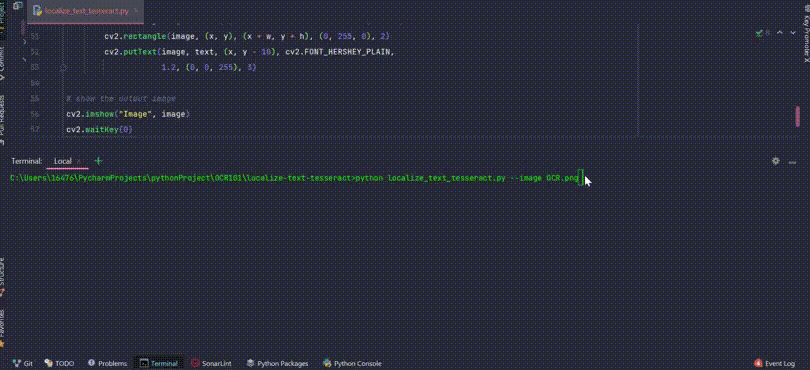 Project
localize_text_tesseract.py ×
Key Promoter X
Commit
Pull Requests
51 cv2.rectangle(image, (x, y), (x + w, y + h), (0, 255, 0), 2)
52 cv2.putText(image, text, (x, y - 10), cv2.FONT_HERSHEY_PLAIN,
53 1.2, (0, 0, 255), 3)
54
55 # show the output image
56 cv2.imshow("Image", image)
57 cv2.waitKey(0)
Terminal: Local × +
C:\Users\16476\PycharmProjects\pythonProject\OCR101\localize-text-tesseract>python localize_text_tesseract.py --image OCR.png
Structure
Favorites
Git TODO Problems Terminal SonarLint Python Packages Python Console Event Log